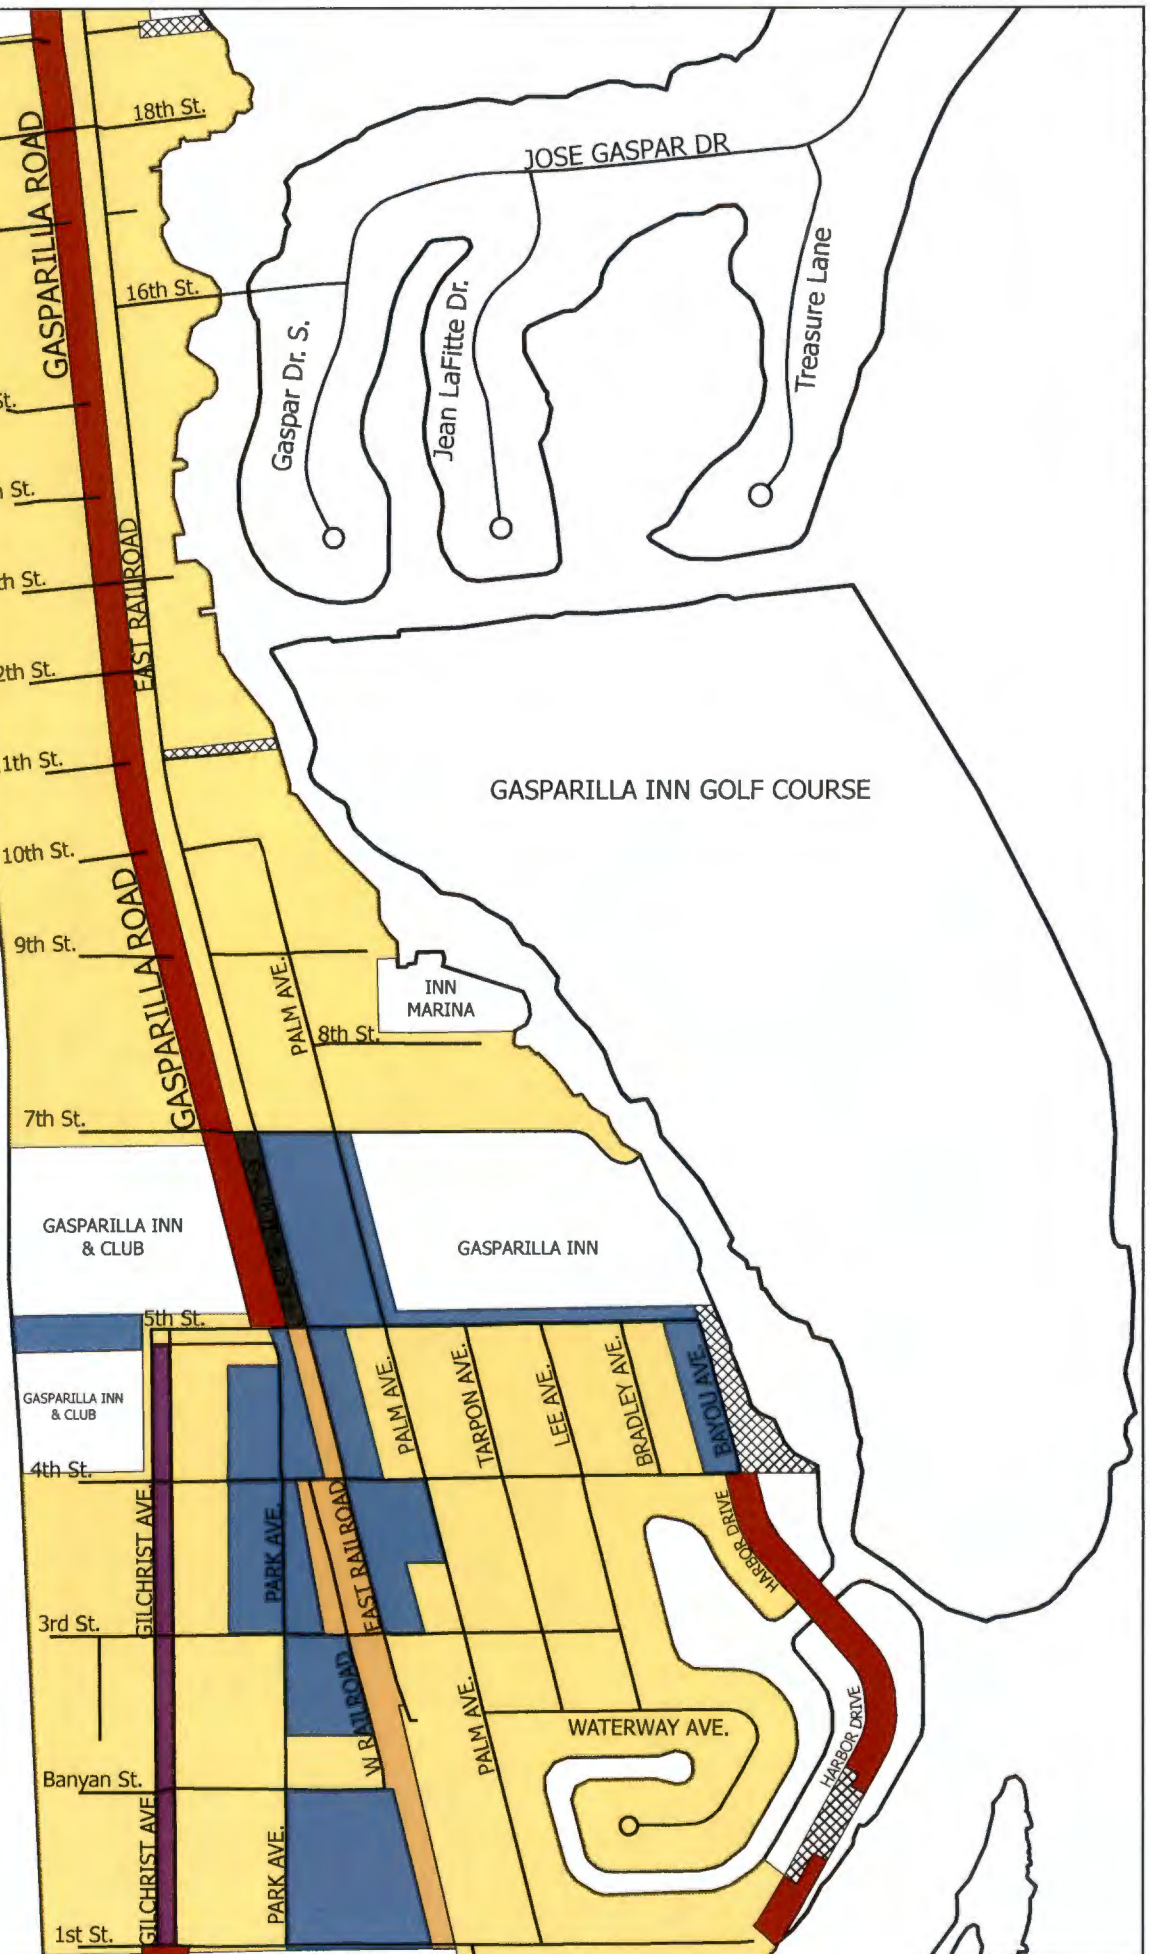 18th St.
JOSE GASPAR DR
GASPARILLA ROAD
16th St.
Treasure Lane
Gaspar Dr. S.
Jean LaFitte Dr.
St.
St.
EAST RAILROAD
th St.
2th St.
1th St.
GASPARILLA INN GOLF COURSE
10th St.
GASPARILLA ROAD
9th St.
PALM AVE.
INN
MARINA
8th St.
7th St.
GASPARILLA INN
& CLUB
GASPARILLA INN
5th St.
GASPARILLA INN
& CLUB
PALM AVE.
TARPON AVE.
LEE AVE.
BRADLEY AVE.
BAYOU AVE.
4th St.
GILCHRIST AVE.
PARK AVE.
EAST RAILROAD
HARBOR DRIVE
3rd St.
W RAILROAD
PALM AVE.
WATERWAY AVE.
HARBOR DRIVE
Banyan St.
GILCHRIST AVE.
PARK AVE.
1st St.